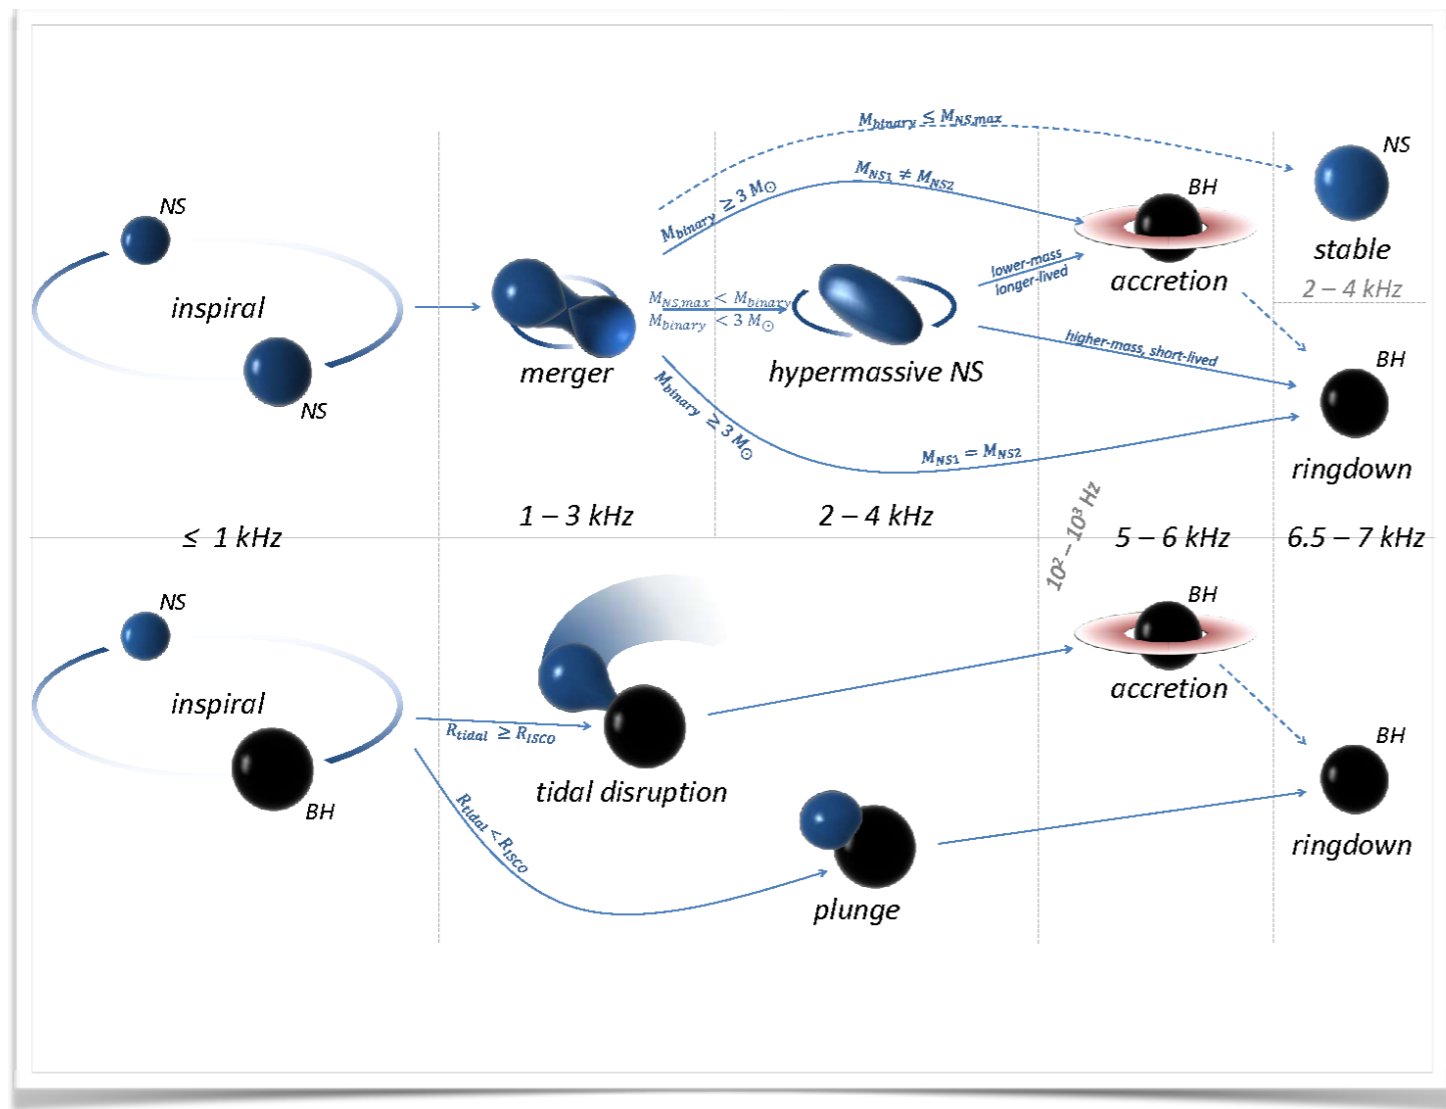 M_binary ≤ M_NS,max
NS
M_NS1 ≠ M_NS2
M_binary ≥ 3 M⊙
BH
NS
stable
lower-mass
longer-lived
accretion
2 – 4 kHz
inspiral
M_NS,max < M_binary
M_binary < 3 M⊙
higher-mass, short-lived
BH
merger
hypermassive NS
NS
M_binary ≥ 3 M⊙
M_NS1 = M_NS2
ringdown
≤ 1 kHz
1 – 3 kHz
2 – 4 kHz
10² – 10³ Hz
5 – 6 kHz
6.5 – 7 kHz
NS
BH
inspiral
accretion
R_tidal ≥ R_ISCO
BH
tidal disruption
BH
R_tidal < R_ISCO
ringdown
plunge